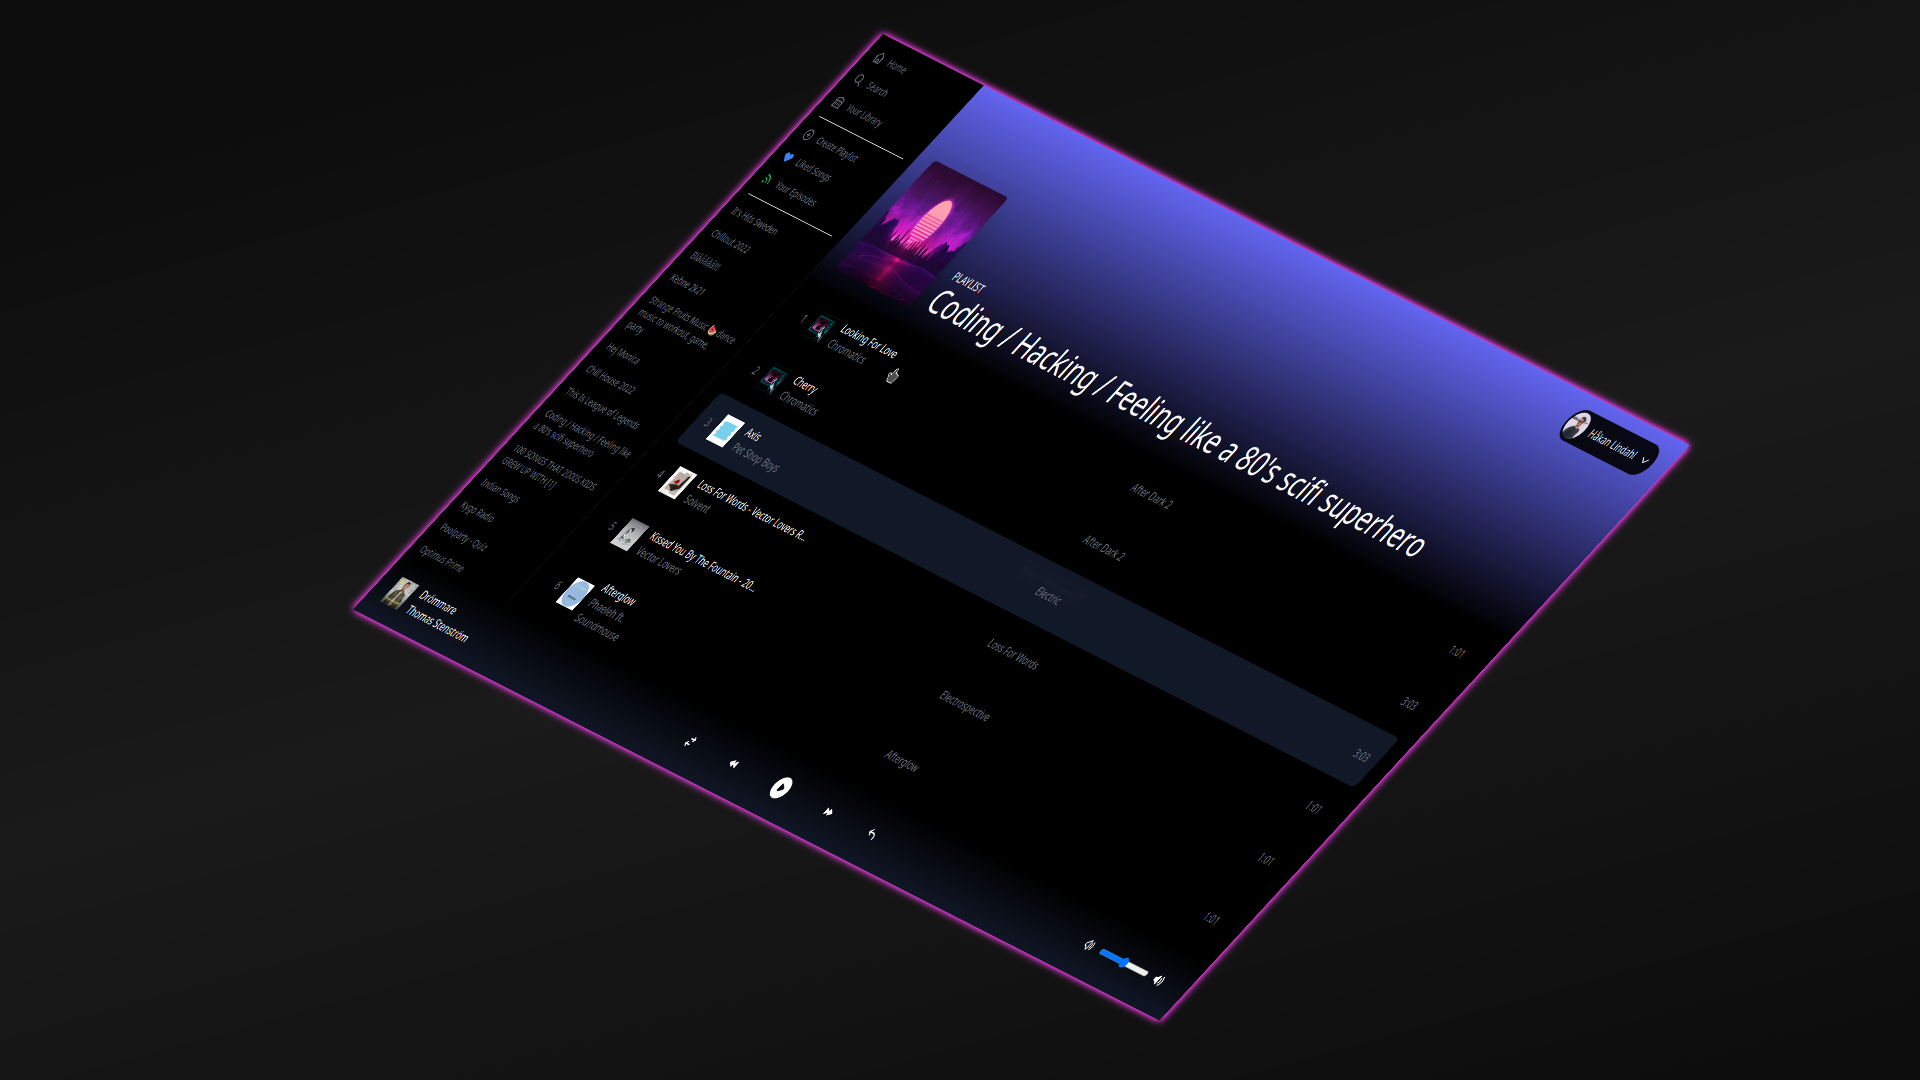 Home
Search
Your Library
Create Playlist
Liked Songs
Your Episodes
It's Hits Sweden
Chillout 2022
Kebne 2k21
Strange Fruits Music 🍓dance
music to workout, game,
party
Hej Monica
Chill House 2022
This Is League of Legends
Coding / Hacking / Feeling like
a 80's scifi superhero
100 SONGS THAT 2000S KIDS
GREW UP WITH [1]
Indian Songs
Kygo Radio
Poolparty - Quiz
Optimus Prime
Drömmare
Thomas Stenström
Håkan Lindahl
PLAYLIST
Coding / Hacking / Feeling like a 80's scifi superhero
1 Looking For Love After Dark 2 1:01
Chromatics
2 Cherry After Dark 2 3:03
Chromatics
3 Axis Electric 3:03
Pet Shop Boys
4 Loss For Words - Vector Lovers R... Loss For Words 1:01
Solvent
5 Kissed You By The Fountain - 20... Electrospective 1:01
Vector Lovers
6 Afterglow Afterglow 1:01
Phaeleh ft.
Soundmouse